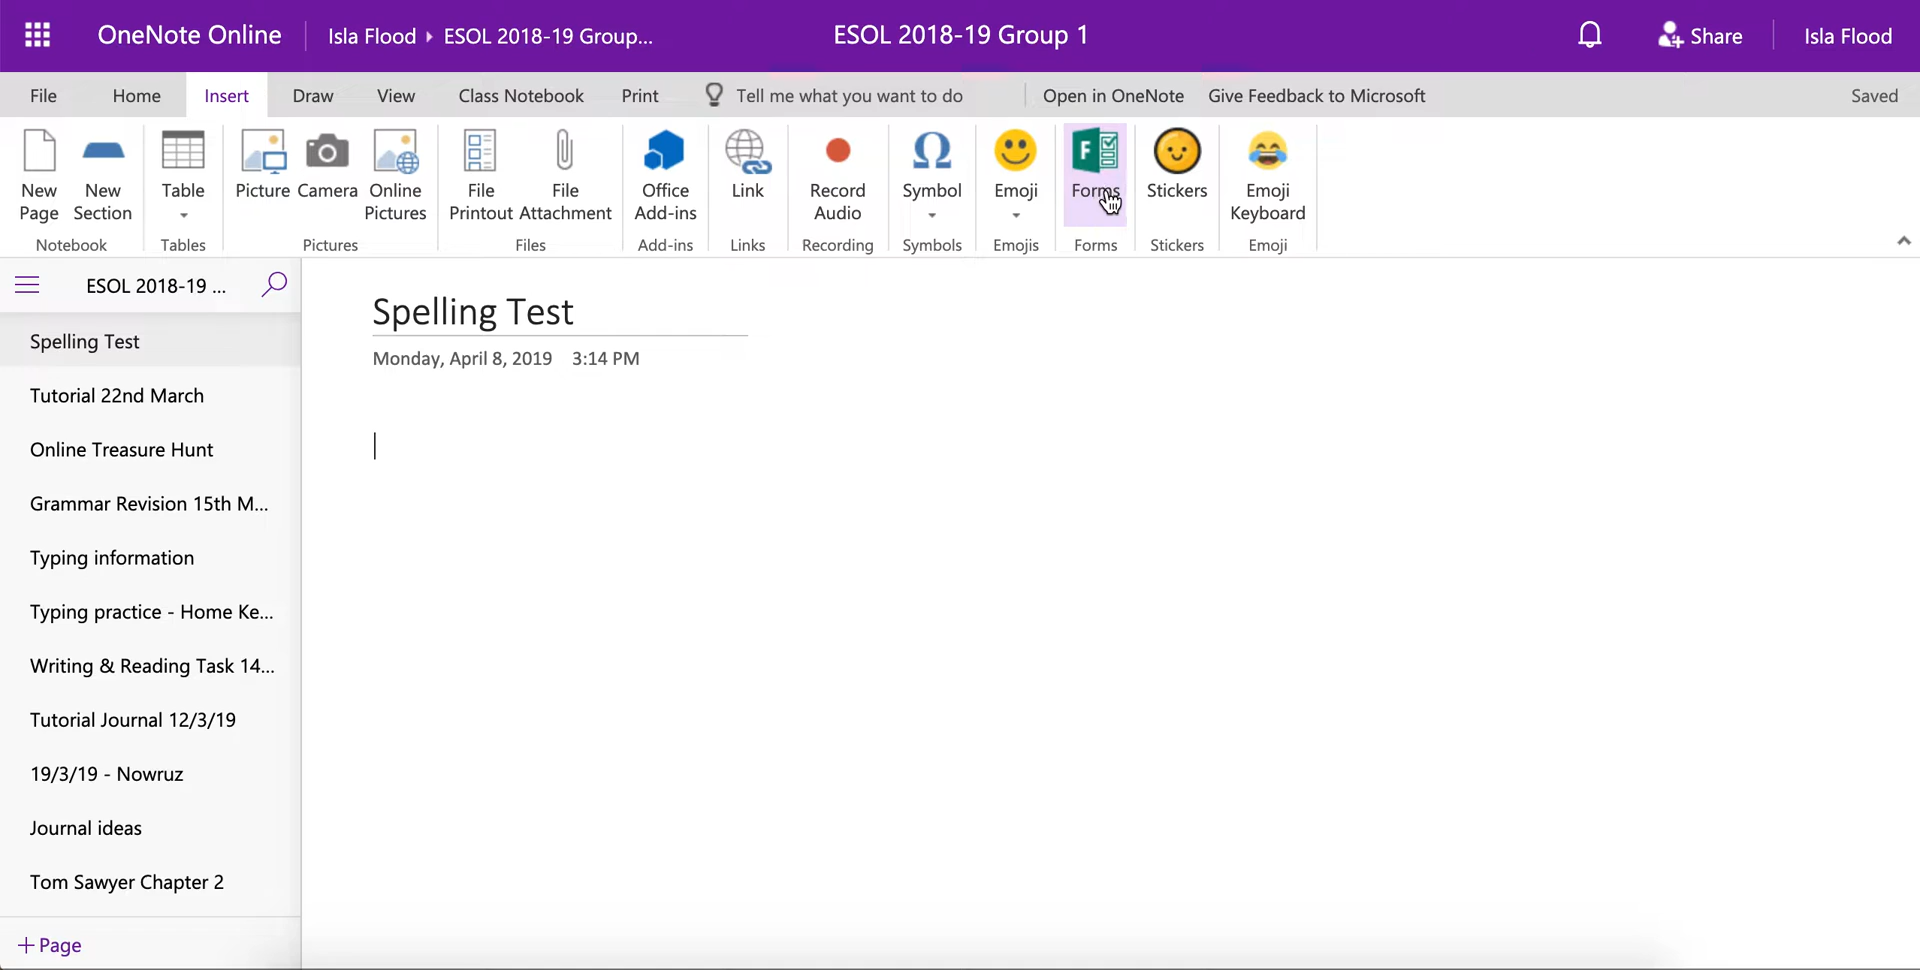 OneNote Online
Isla Flood ▸ ESOL 2018-19 Group...
ESOL 2018-19 Group 1
Share
Isla Flood
File Home Insert Draw View Class Notebook Print Tell me what you want to do Open in OneNote Give Feedback to Microsoft Saved
New Page
New Section
Table
Picture
Camera
Online Pictures
File Printout
File Attachment
Office Add-ins
Link
Record Audio
Symbol
Emoji
Forms
Stickers
Emoji Keyboard
Notebook Tables Pictures Files Add-ins Links Recording Symbols Emojis Forms Stickers Emoji
ESOL 2018-19 ...
Spelling Test
Tutorial 22nd March
Online Treasure Hunt
Grammar Revision 15th M...
Typing information
Typing practice - Home Ke...
Writing & Reading Task 14...
Tutorial Journal 12/3/19
19/3/19 - Nowruz
Journal ideas
Tom Sawyer Chapter 2
+ Page
Spelling Test
Monday, April 8, 2019 3:14 PM